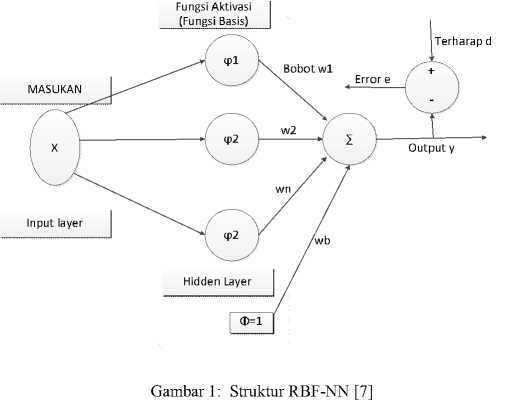 Fungsi Aktivasi
(Fungsi Basis)
φ1
Bobot w1
Terharap d
+
-
Error e
MASUKAN
X
φ2
w2
Σ
Output y
wn
Input layer
φ2
wb
Hidden Layer
Φ=1
Gambar 1: Struktur RBF-NN [7]